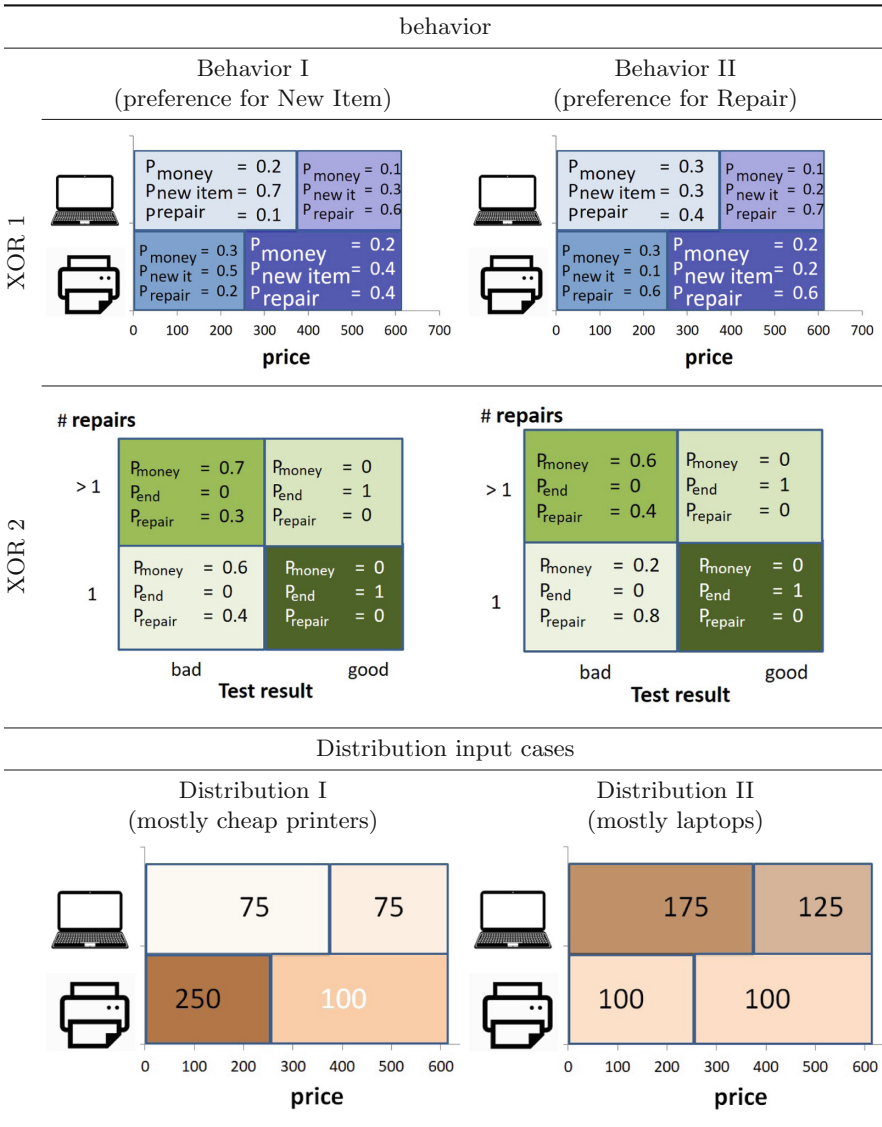 behavior
Behavior I
(preference for New Item)
Behavior II
(preference for Repair)
XOR 1
Pmoney = 0.2
Pnew item = 0.7
Prepair = 0.1
Pmoney = 0.1
Pnew it = 0.3
Prepair = 0.6
Pmoney = 0.3
Pnew it = 0.5
Prepair = 0.2
Pmoney = 0.2
Pnew item = 0.4
Prepair = 0.4
0 100 200 300 400 500 600 700
price
Pmoney = 0.3
Pnew item = 0.3
Prepair = 0.4
Pmoney = 0.1
Pnew it = 0.2
Prepair = 0.7
Pmoney = 0.3
Pnew it = 0.1
Prepair = 0.6
Pmoney = 0.2
Pnew item = 0.2
Prepair = 0.6
0 100 200 300 400 500 600 700
price
XOR 2
# repairs
> 1
Pmoney = 0.7
Pend = 0
Prepair = 0.3
Pmoney = 0
Pend = 1
Prepair = 0
1
Pmoney = 0.6
Pend = 0
Prepair = 0.4
Pmoney = 0
Pend = 1
Prepair = 0
bad good
Test result
# repairs
> 1
Pmoney = 0.6
Pend = 0
Prepair = 0.4
Pmoney = 0
Pend = 1
Prepair = 0
1
Pmoney = 0.2
Pend = 0
Prepair = 0.8
Pmoney = 0
Pend = 1
Prepair = 0
bad good
Test result
Distribution input cases
Distribution I
(mostly cheap printers)
Distribution II
(mostly laptops)
75 75
250 100
0 100 200 300 400 500 600
price
175 125
100 100
0 100 200 300 400 500 600
price